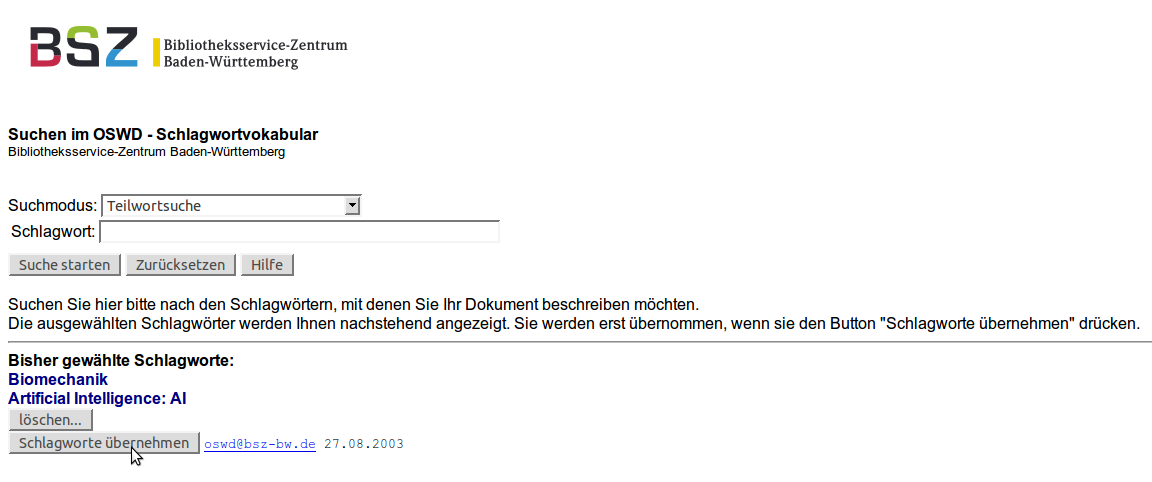 BSZ
Bibliotheksservice-Zentrum
Baden-Württemberg
Suchen im OSWD - Schlagwortvokabular
Bibliotheksservice-Zentrum Baden-Württemberg
Suchmodus: Teilwortsuche
Schlagwort:
Suche starten Zurücksetzen Hilfe
Suchen Sie hier bitte nach den Schlagwörtern, mit denen Sie Ihr Dokument beschreiben möchten.
Die ausgewählten Schlagwörter werden Ihnen nachstehend angezeigt. Sie werden erst übernommen, wenn sie den Button "Schlagworte übernehmen" drücken.
Bisher gewählte Schlagworte:
Biomechanik
Artificial Intelligence: AI
löschen...
Schlagworte übernehmen oswd@bsz-bw.de 27.08.2003